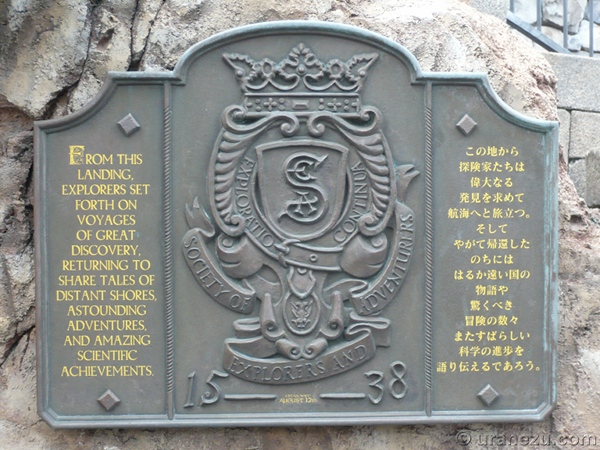 FROM THIS
LANDING,
EXPLORERS SET
FORTH ON
VOYAGES
OF GREAT
DISCOVERY,
RETURNING TO
SHARE TALES OF
DISTANT SHORES,
ASTOUNDING
ADVENTURES,
AND AMAZING
SCIENTIFIC
ACHIEVEMENTS.
EXPLORATIO CONTINUA
SEA
SOCIETY OF
EXPLORERS AND
ADVENTURERS
15 38
この地から
探険家たちは
偉大なる
発見を求めて
航海へと旅立つ。
そして
やがて帰還した
のちには
はるか遠い国の
物語や
驚くべき
冒険の数々
またすばらしい
科学の進歩を
語り伝えるであろう。
© uranezu.com